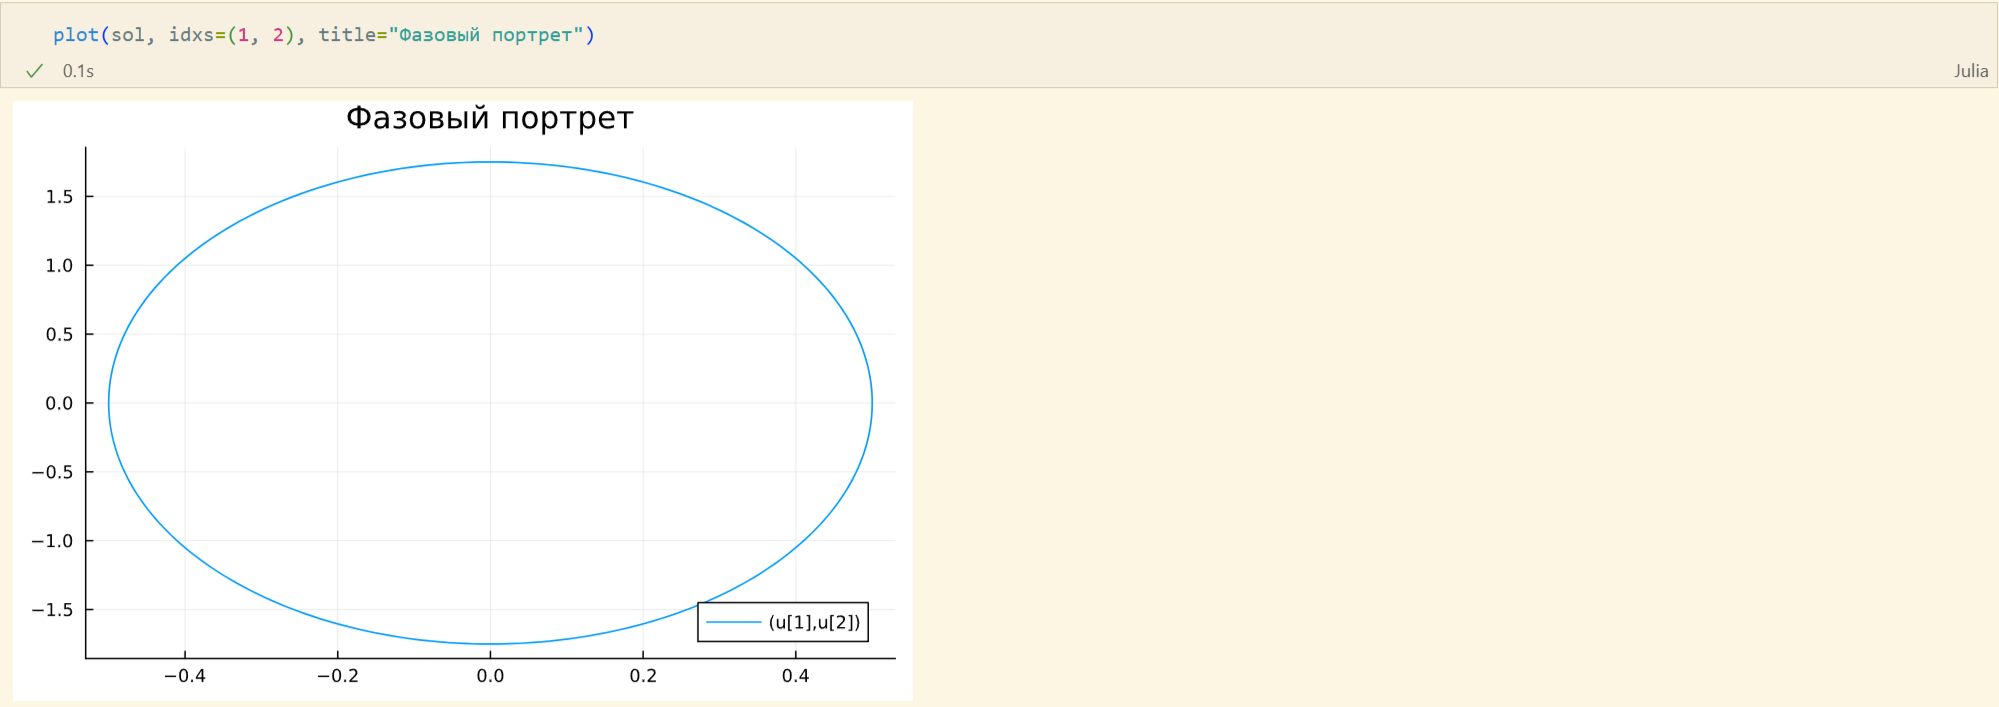 plot(sol, idxs=(1, 2), title="Фазовый портрет")
0.1s
Julia
Фазовый портрет
1.5
1.0
0.5
0.0
−0.5
−1.0
−1.5
(u[1],u[2])
−0.4 −0.2 0.0 0.2 0.4